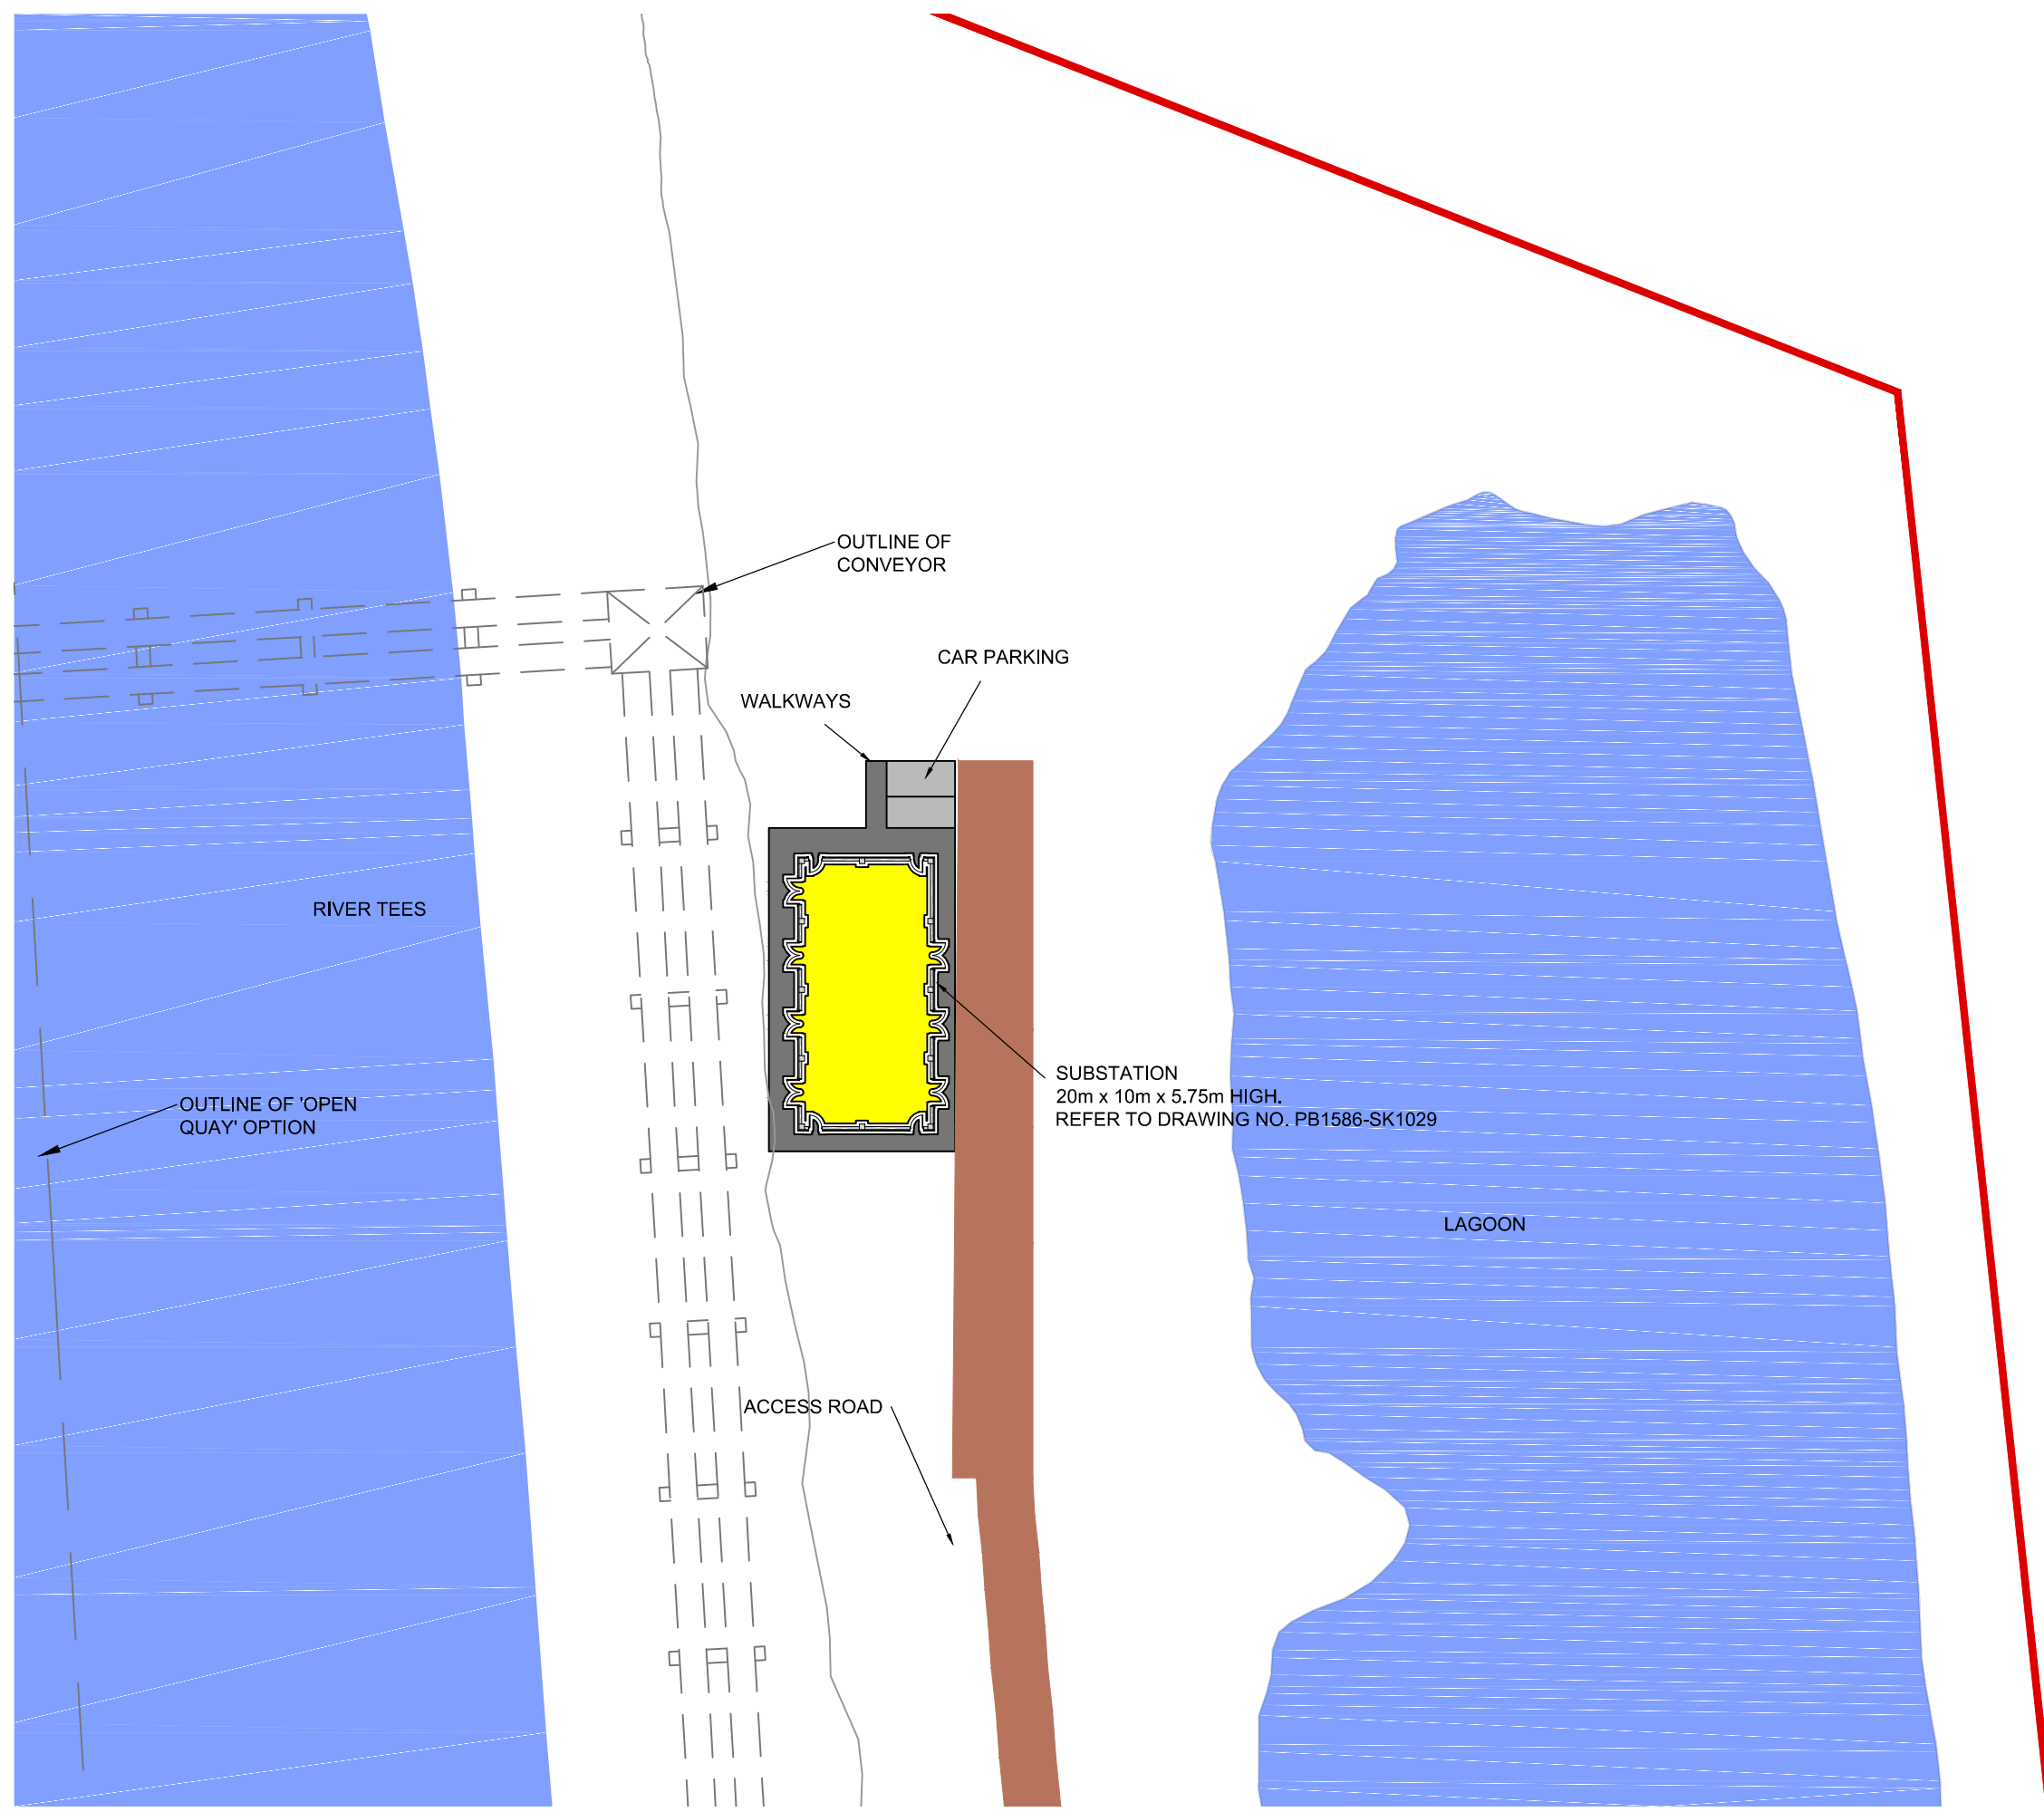 OUTLINE OF
CONVEYOR
CAR PARKING
WALKWAYS
RIVER TEES
SUBSTATION
20m x 10m x 5.75m HIGH.
REFER TO DRAWING NO. PB1586-SK1029
OUTLINE OF 'OPEN
QUAY' OPTION
LAGOON
ACCESS ROAD